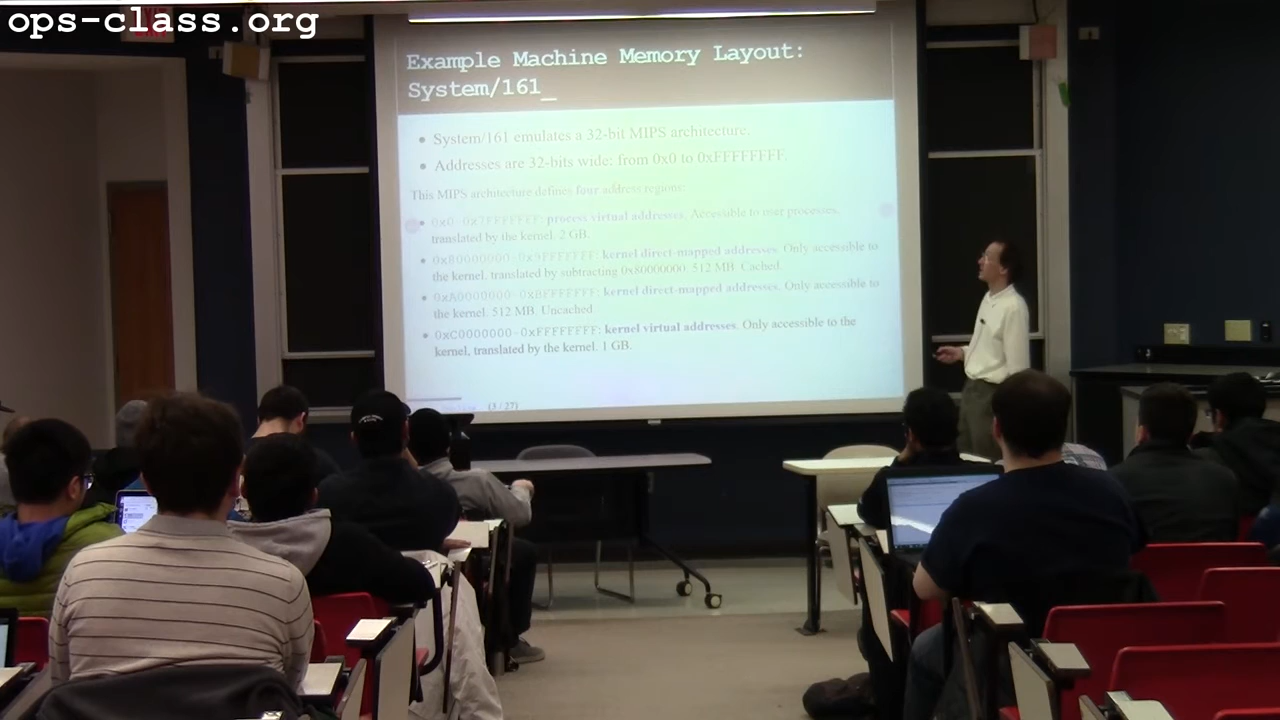 ops-class.org
EXIT
Example Machine Memory Layout:
System/161_
• System/161 emulates a 32-bit MIPS architecture.
• Addresses are 32-bits wide: from 0x0 to 0xFFFFFFFF.
This MIPS architecture defines four address regions:
• 0x0–0x7FFFFFFF: process virtual addresses. Accessible to user processes,
translated by the kernel. 2 GB.
• 0x80000000–0x9FFFFFFF: kernel direct-mapped addresses. Only accessible to
the kernel, translated by subtracting 0x80000000. 512 MB. Cached.
• 0xA0000000–0xBFFFFFFF: kernel direct-mapped addresses. Only accessible to
the kernel. 512 MB. Uncached
• 0xC0000000–0xFFFFFFFF: kernel virtual addresses. Only accessible to the
kernel, translated by the kernel. 1 GB.
(3 / 27)